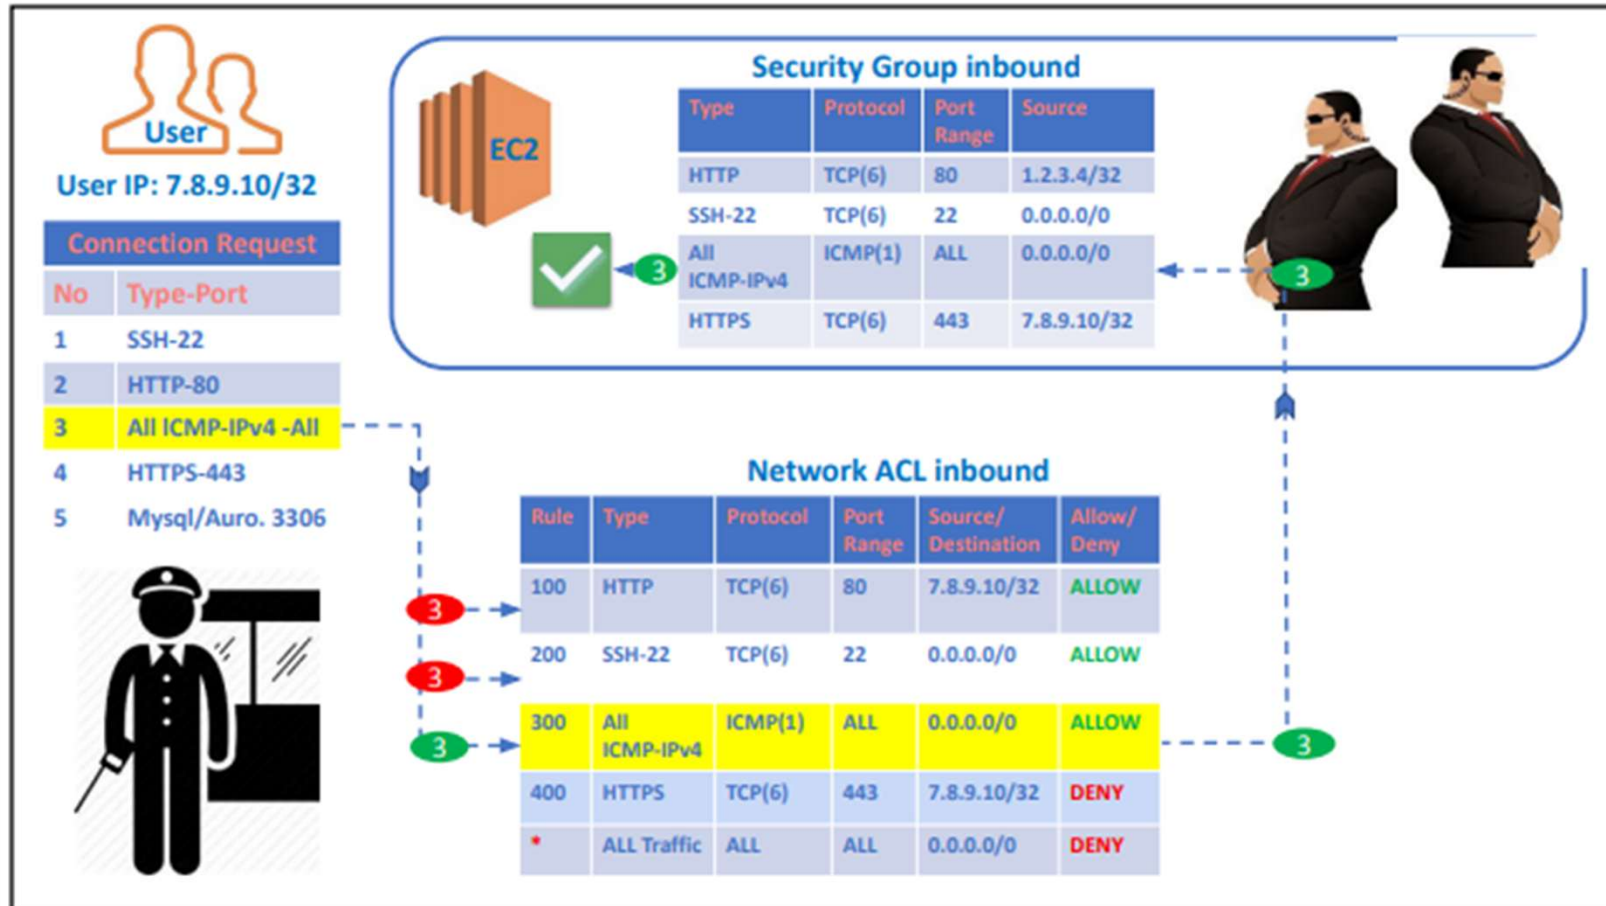 User
User IP: 7.8.9.10/32
Connection Request
No Type-Port
1 SSH-22
2 HTTP-80
3 All ICMP-IPv4 -All
4 HTTPS-443
5 Mysql/Auro. 3306
EC2
Security Group inbound
Type Protocol Port Source
Range
HTTP TCP(6) 80 1.2.3.4/32
SSH-22 TCP(6) 22 0.0.0.0/0
All ICMP(1) ALL 0.0.0.0/0
ICMP-IPv4
HTTPS TCP(6) 443 7.8.9.10/32
3
3
Network ACL inbound
Rule Type Protocol Port Source/ Allow/
Range Destination Deny
100 HTTP TCP(6) 80 7.8.9.10/32 ALLOW
200 SSH-22 TCP(6) 22 0.0.0.0/0 ALLOW
300 All ICMP(1) ALL 0.0.0.0/0 ALLOW
ICMP-IPv4
400 HTTPS TCP(6) 443 7.8.9.10/32 DENY
* ALL Traffic ALL ALL 0.0.0.0/0 DENY
3
3
3
3